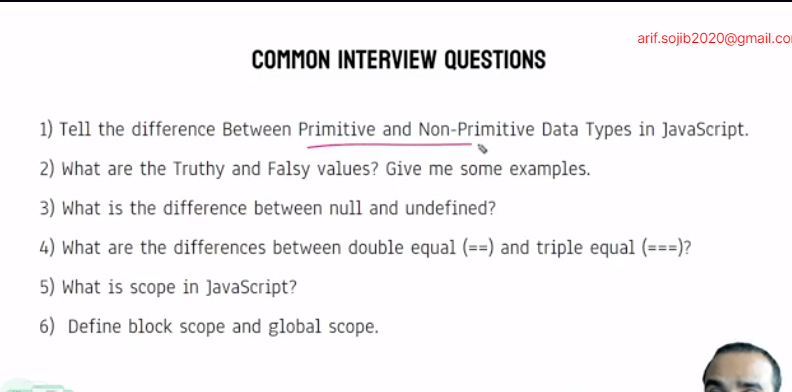 arif.sojib2020@gmail.co
COMMON INTERVIEW QUESTIONS
1) Tell the difference Between Primitive and Non-Primitive Data Types in JavaScript.
2) What are the Truthy and Falsy values? Give me some examples.
3) What is the difference between null and undefined?
4) What are the differences between double equal (==) and triple equal (===)?
5) What is scope in JavaScript?
6) Define block scope and global scope.